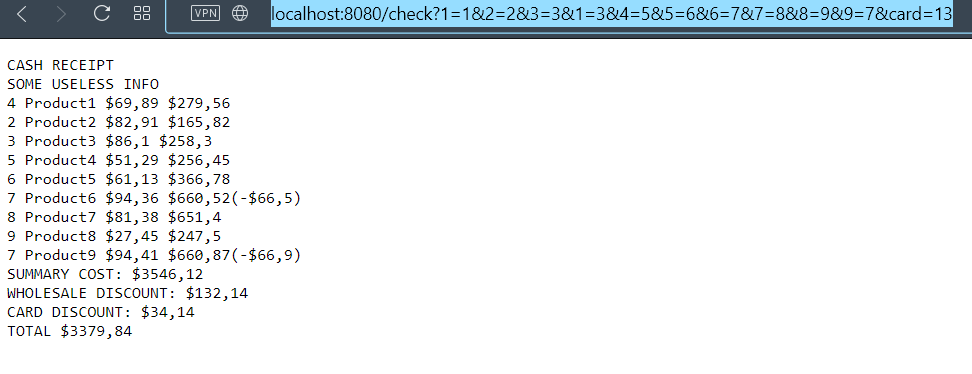 VPN localhost:8080/check?1=1&2=2&3=3&1=3&4=5&5=6&6=7&7=8&8=9&9=7&card=13
CASH RECEIPT
SOME USELESS INFO
4 Product1 $69,89 $279,56
2 Product2 $82,91 $165,82
3 Product3 $86,1 $258,3
5 Product4 $51,29 $256,45
6 Product5 $61,13 $366,78
7 Product6 $94,36 $660,52(-$66,5)
8 Product7 $81,38 $651,4
9 Product8 $27,45 $247,5
7 Product9 $94,41 $660,87(-$66,9)
SUMMARY COST: $3546,12
WHOLESALE DISCOUNT: $132,14
CARD DISCOUNT: $34,14
TOTAL $3379,84